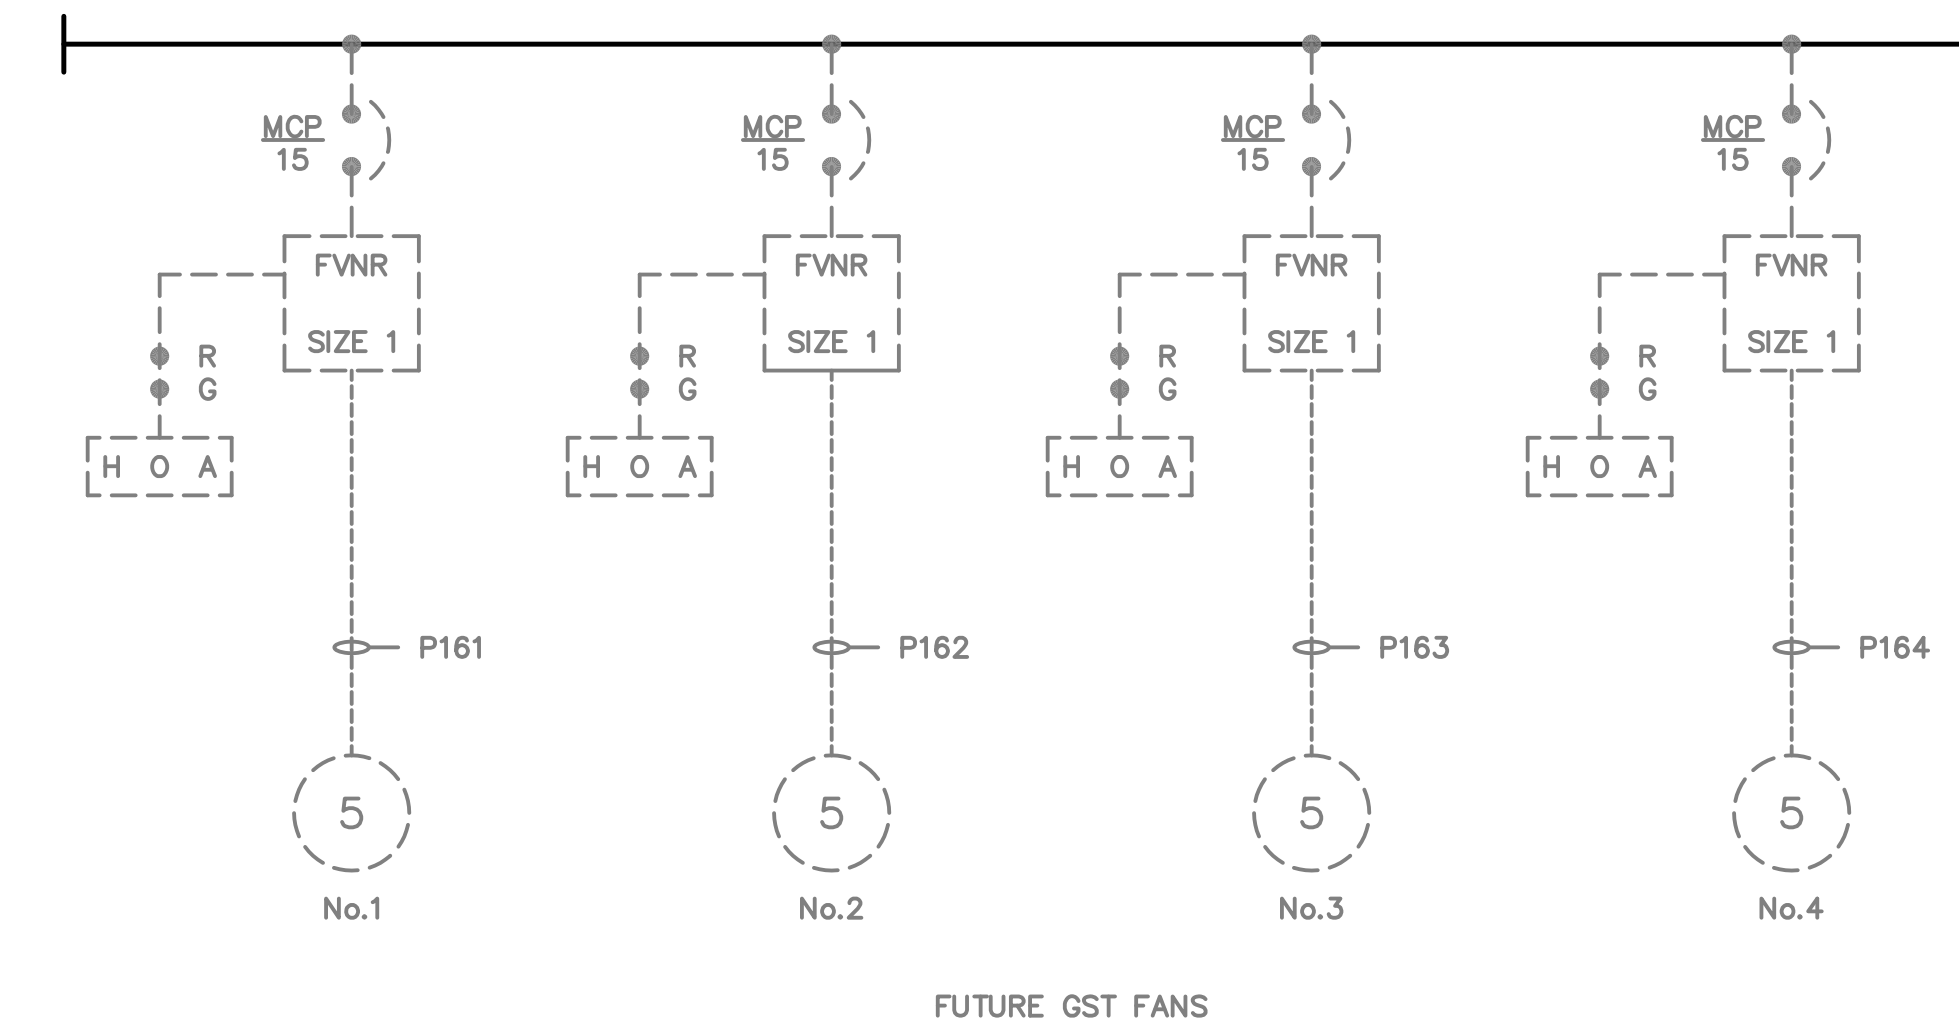 MCP MCP MCP MCP
15 15 15 15
FVNR FVNR FVNR FVNR
SIZE 1 SIZE 1 SIZE 1 SIZE 1
R R R R
G G G G
H O A H O A H O A H O A
P161 P162 P163 P164
5 5 5 5
No.1 No.2 No.3 No.4
FUTURE GST FANS